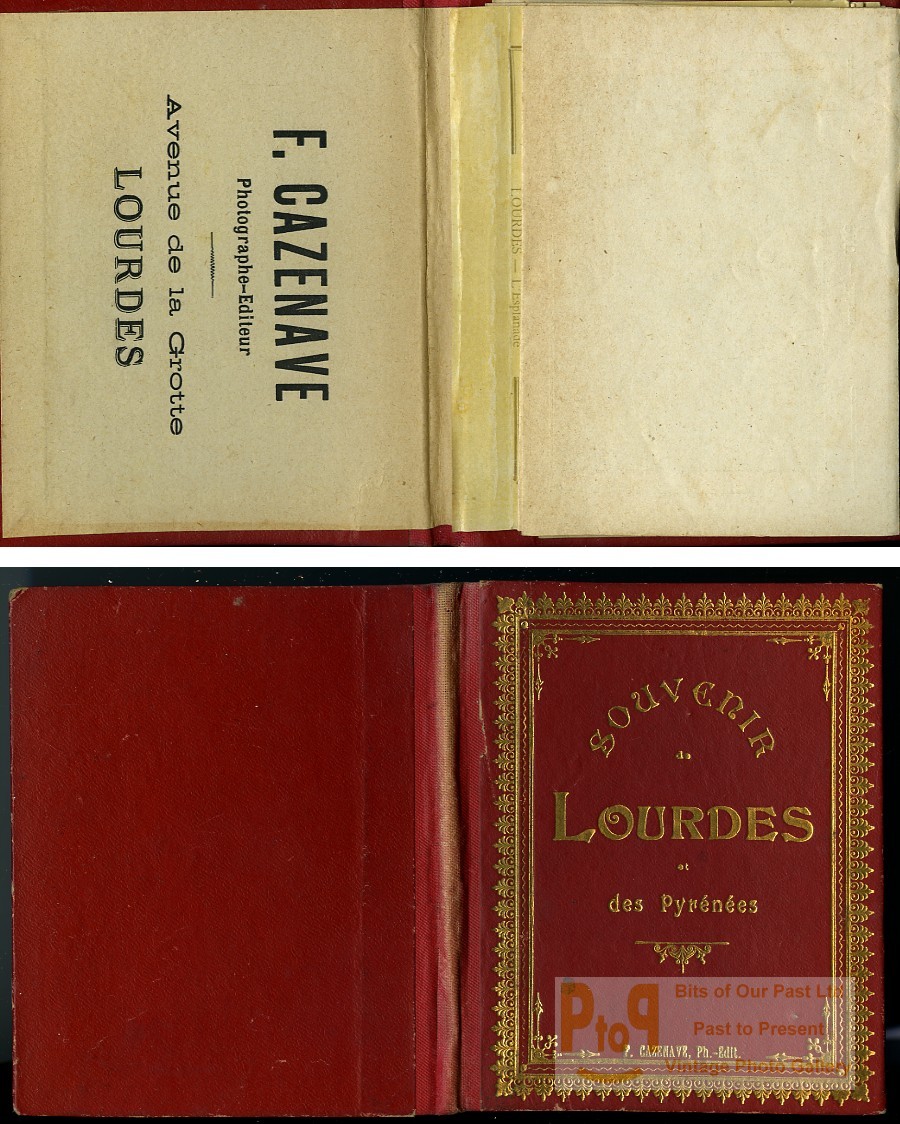 F. CAZENAVE
Photographe-Editeur
Avenue de la Grotte
LOURDES
LOURDES — L'Esplanade
SOUVENIR
de
LOURDES
et
des Pyrénées
F. CAZENAVE, Ph.-Edit.
PtoP
Bits of Our Past Ltd
Past to Present
Vintage Photo Gallery